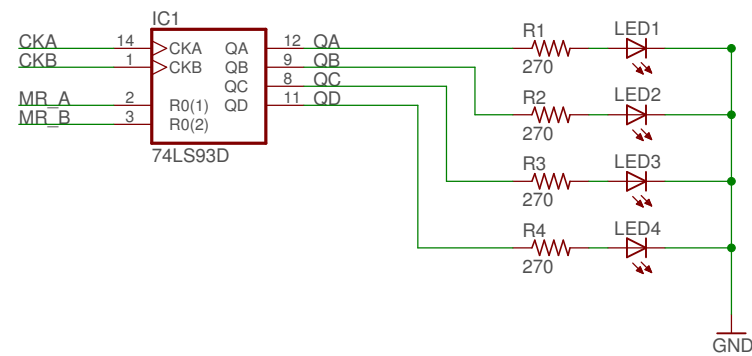 IC1
CKA 14 CKA QA 12 QA
CKB 1 CKB QB 9 QB
QC 8 QC
MR_A 2 R0(1) QD 11 QD
MR_B 3 R0(2)
74LS93D
R1 LED1
270
R2 LED2
270
R3 LED3
270
R4 LED4
270
GND